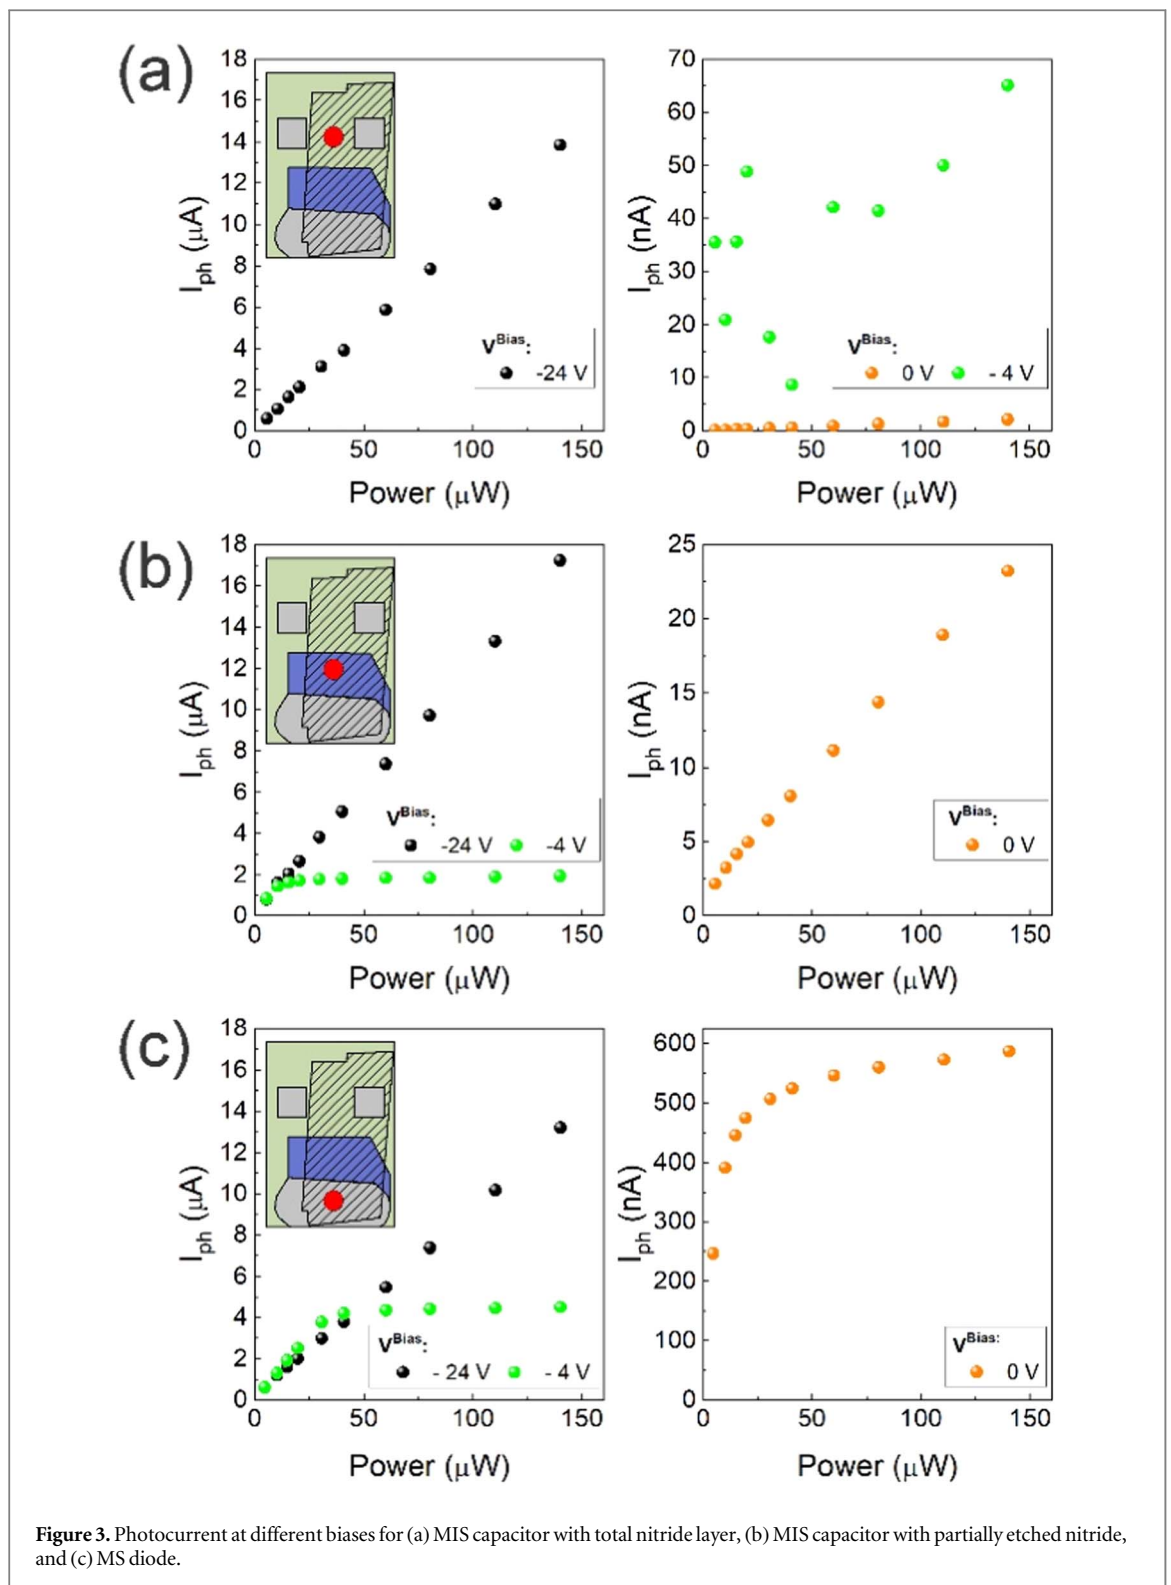 (a)
18
16
14
12
10
8
6
4
2
0
I_ph (μA)
0 50 100 150
Power (μW)
V^Bias:
-24 V
70
60
50
40
30
20
10
0
I_ph (nA)
0 50 100 150
Power (μW)
V^Bias:
0 V - 4 V
(b)
18
16
14
12
10
8
6
4
2
0
I_ph (μA)
0 50 100 150
Power (μW)
V^Bias:
-24 V -4 V
25
20
15
10
5
0
I_ph (nA)
0 50 100 150
Power (μW)
V^Bias:
0 V
(c)
18
16
14
12
10
8
6
4
2
0
I_ph (μA)
0 50 100 150
Power (μW)
V^Bias:
- 24 V - 4 V
600
500
400
300
200
100
0
I_ph (nA)
0 50 100 150
Power (μW)
V^Bias:
0 V
Figure 3. Photocurrent at different biases for (a) MIS capacitor with total nitride layer, (b) MIS capacitor with partially etched nitride,
and (c) MS diode.